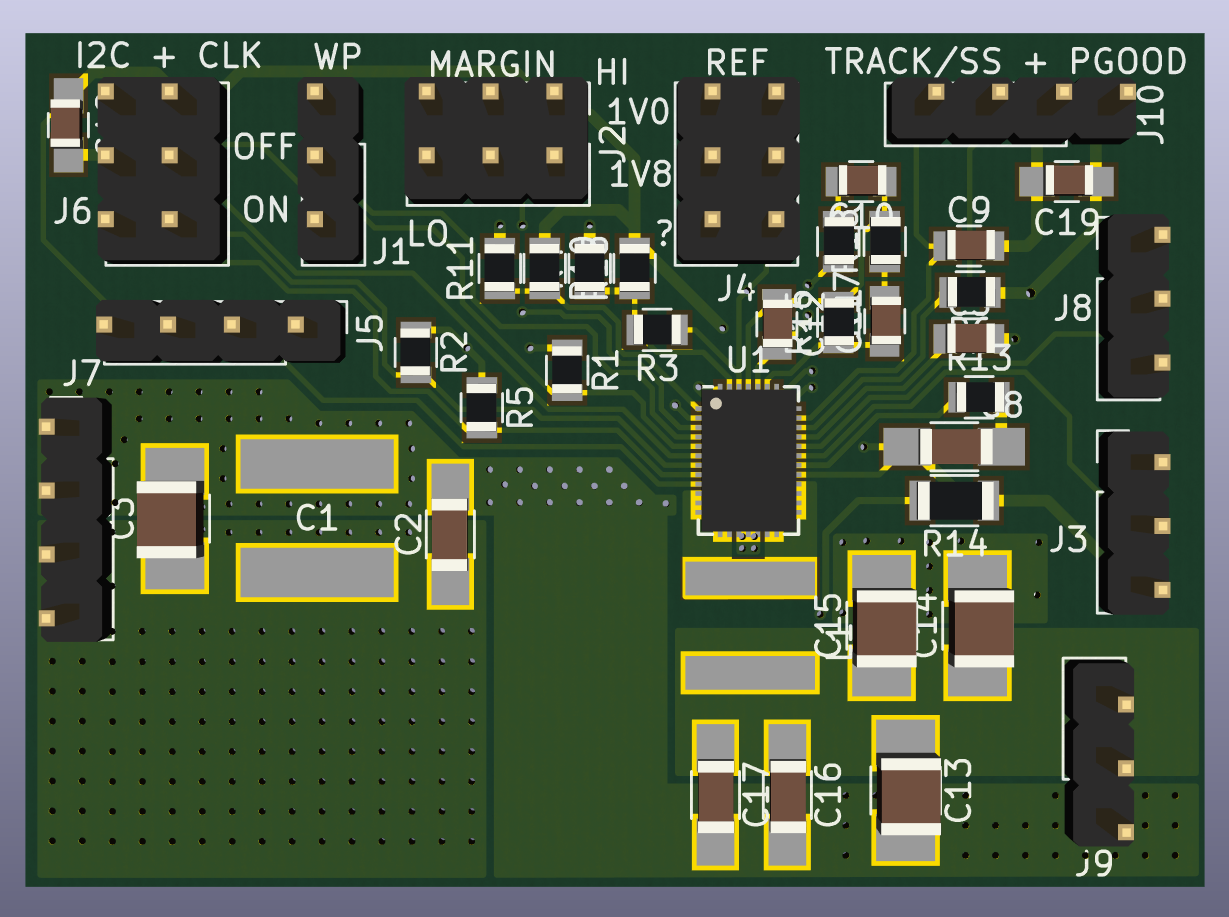 I2C + CLK
WP
MARGIN
HI
REF
TRACK/SS + PGOOD
1V0
J10
OFF
J2
1V8
J6
ON
J1
LO
?
C9
C19
R11
J4
J8
J5
R2
R3
R1
U1
R13
J7
R5
C3
C1
C2
R14
J3
C15
C14
C17
C16
C13
J9